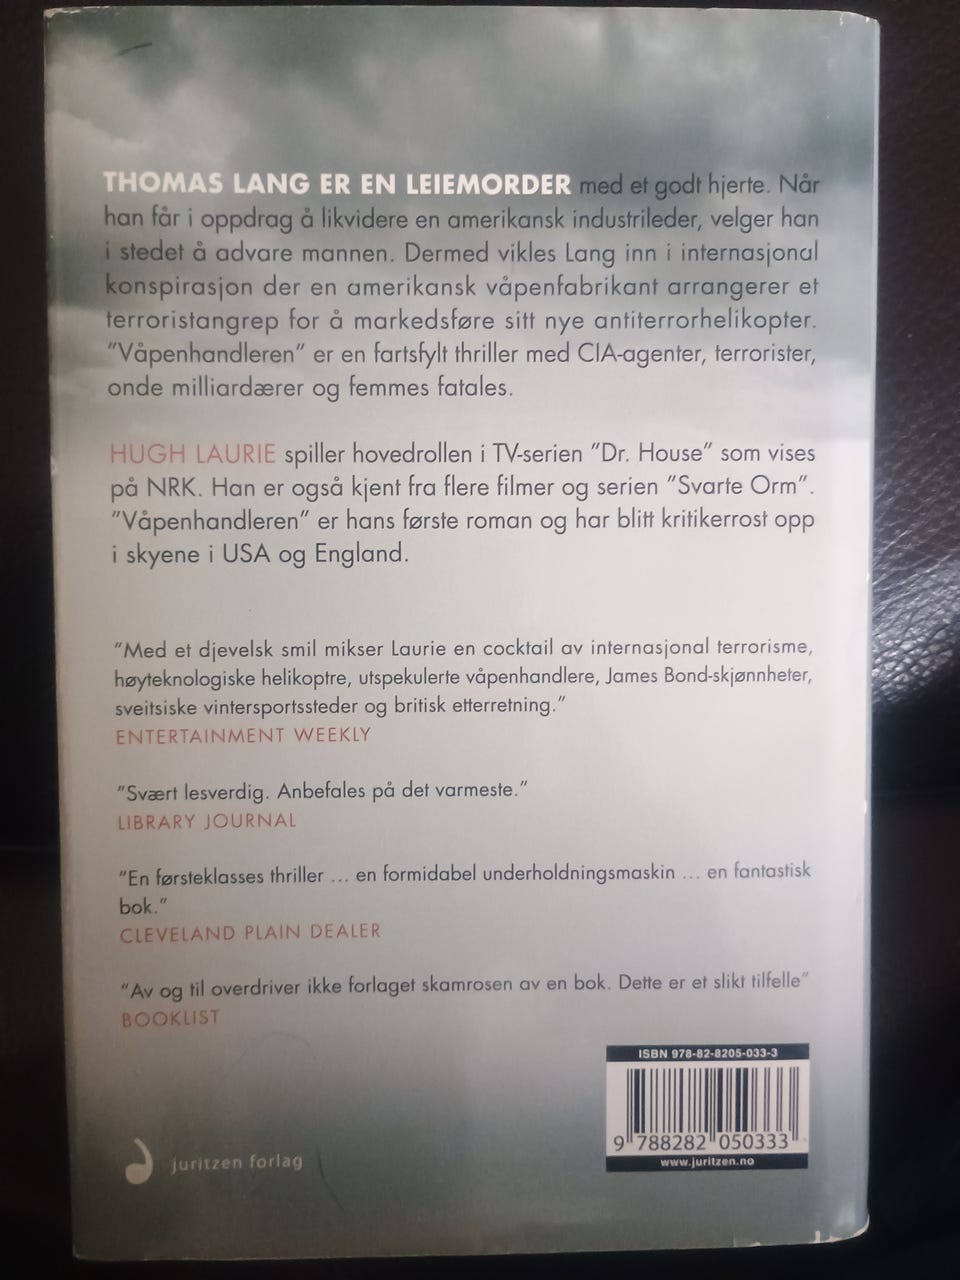 THOMAS LANG ER EN LEIEMORDER med et godt hjerte. Når
han får i oppdrag å likvidere en amerikansk industrileder, velger han
i stedet å advare mannen. Dermed vikles Lang inn i internasjonal
konspirasjon der en amerikansk våpenfabrikant arrangerer et
terroristangrep for å markedsføre sitt nye antiterrorhelikopter.
"Våpenhandleren" er en fartsfylt thriller med CIA-agenter, terrorister,
onde milliardærer og femmes fatales.
HUGH LAURIE spiller hovedrollen i TV-serien "Dr. House" som vises
på NRK. Han er også kjent fra flere filmer og serien "Svarte Orm".
"Våpenhandleren" er hans første roman og har blitt kritikerrost opp
i skyene i USA og England.
"Med et djevelsk smil mikser Laurie en cocktail av internasjonal terrorisme,
høyteknologiske helikoptre, utspekulerte våpenhandlere, James Bond-skjønnheter,
sveitsiske vintersportssteder og britisk etterretning."
ENTERTAINMENT WEEKLY
"Svært lesverdig. Anbefales på det varmeste."
LIBRARY JOURNAL
"En førsteklasses thriller ... en formidabel underholdningsmaskin ... en fantastisk
bok."
CLEVELAND PLAIN DEALER
"Av og til overdriver ikke forlaget skamrosen av en bok. Dette er et slikt tilfelle"
BOOKLIST
ISBN 978-82-8205-033-3
9 788282 050333
www.juritzen.no
juritzen forlag